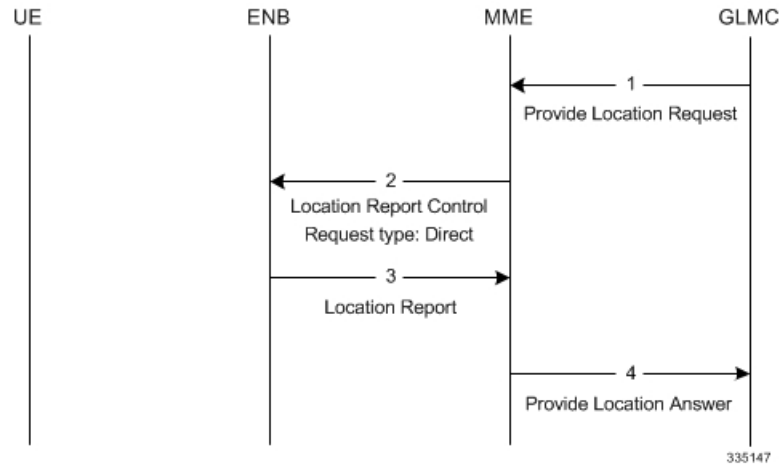 UE ENB MME GLMC
1
Provide Location Request
2
Location Report Control
Request type: Direct
3
Location Report
4
Provide Location Answer
335147